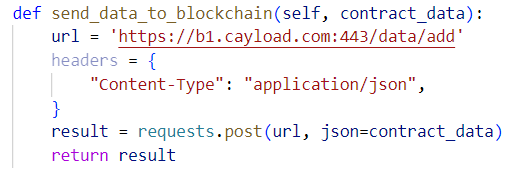 def send_data_to_blockchain(self, contract_data):
    url = 'https://b1.cayload.com:443/data/add'
    headers = {
        "Content-Type": "application/json",
    }
    result = requests.post(url, json=contract_data)
    return result